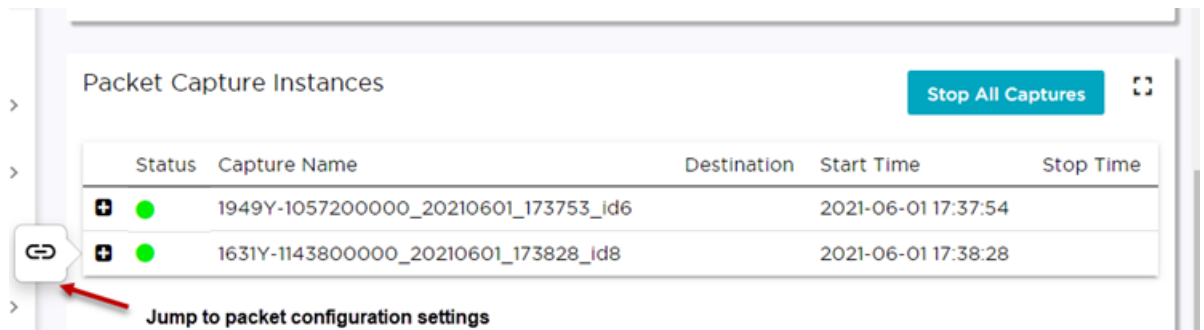 Packet Capture Instances
Stop All Captures
Status Capture Name Destination Start Time Stop Time
1949Y-1057200000_20210601_173753_id6 2021-06-01 17:37:54
1631Y-1143800000_20210601_173828_id8 2021-06-01 17:38:28
Jump to packet configuration settings